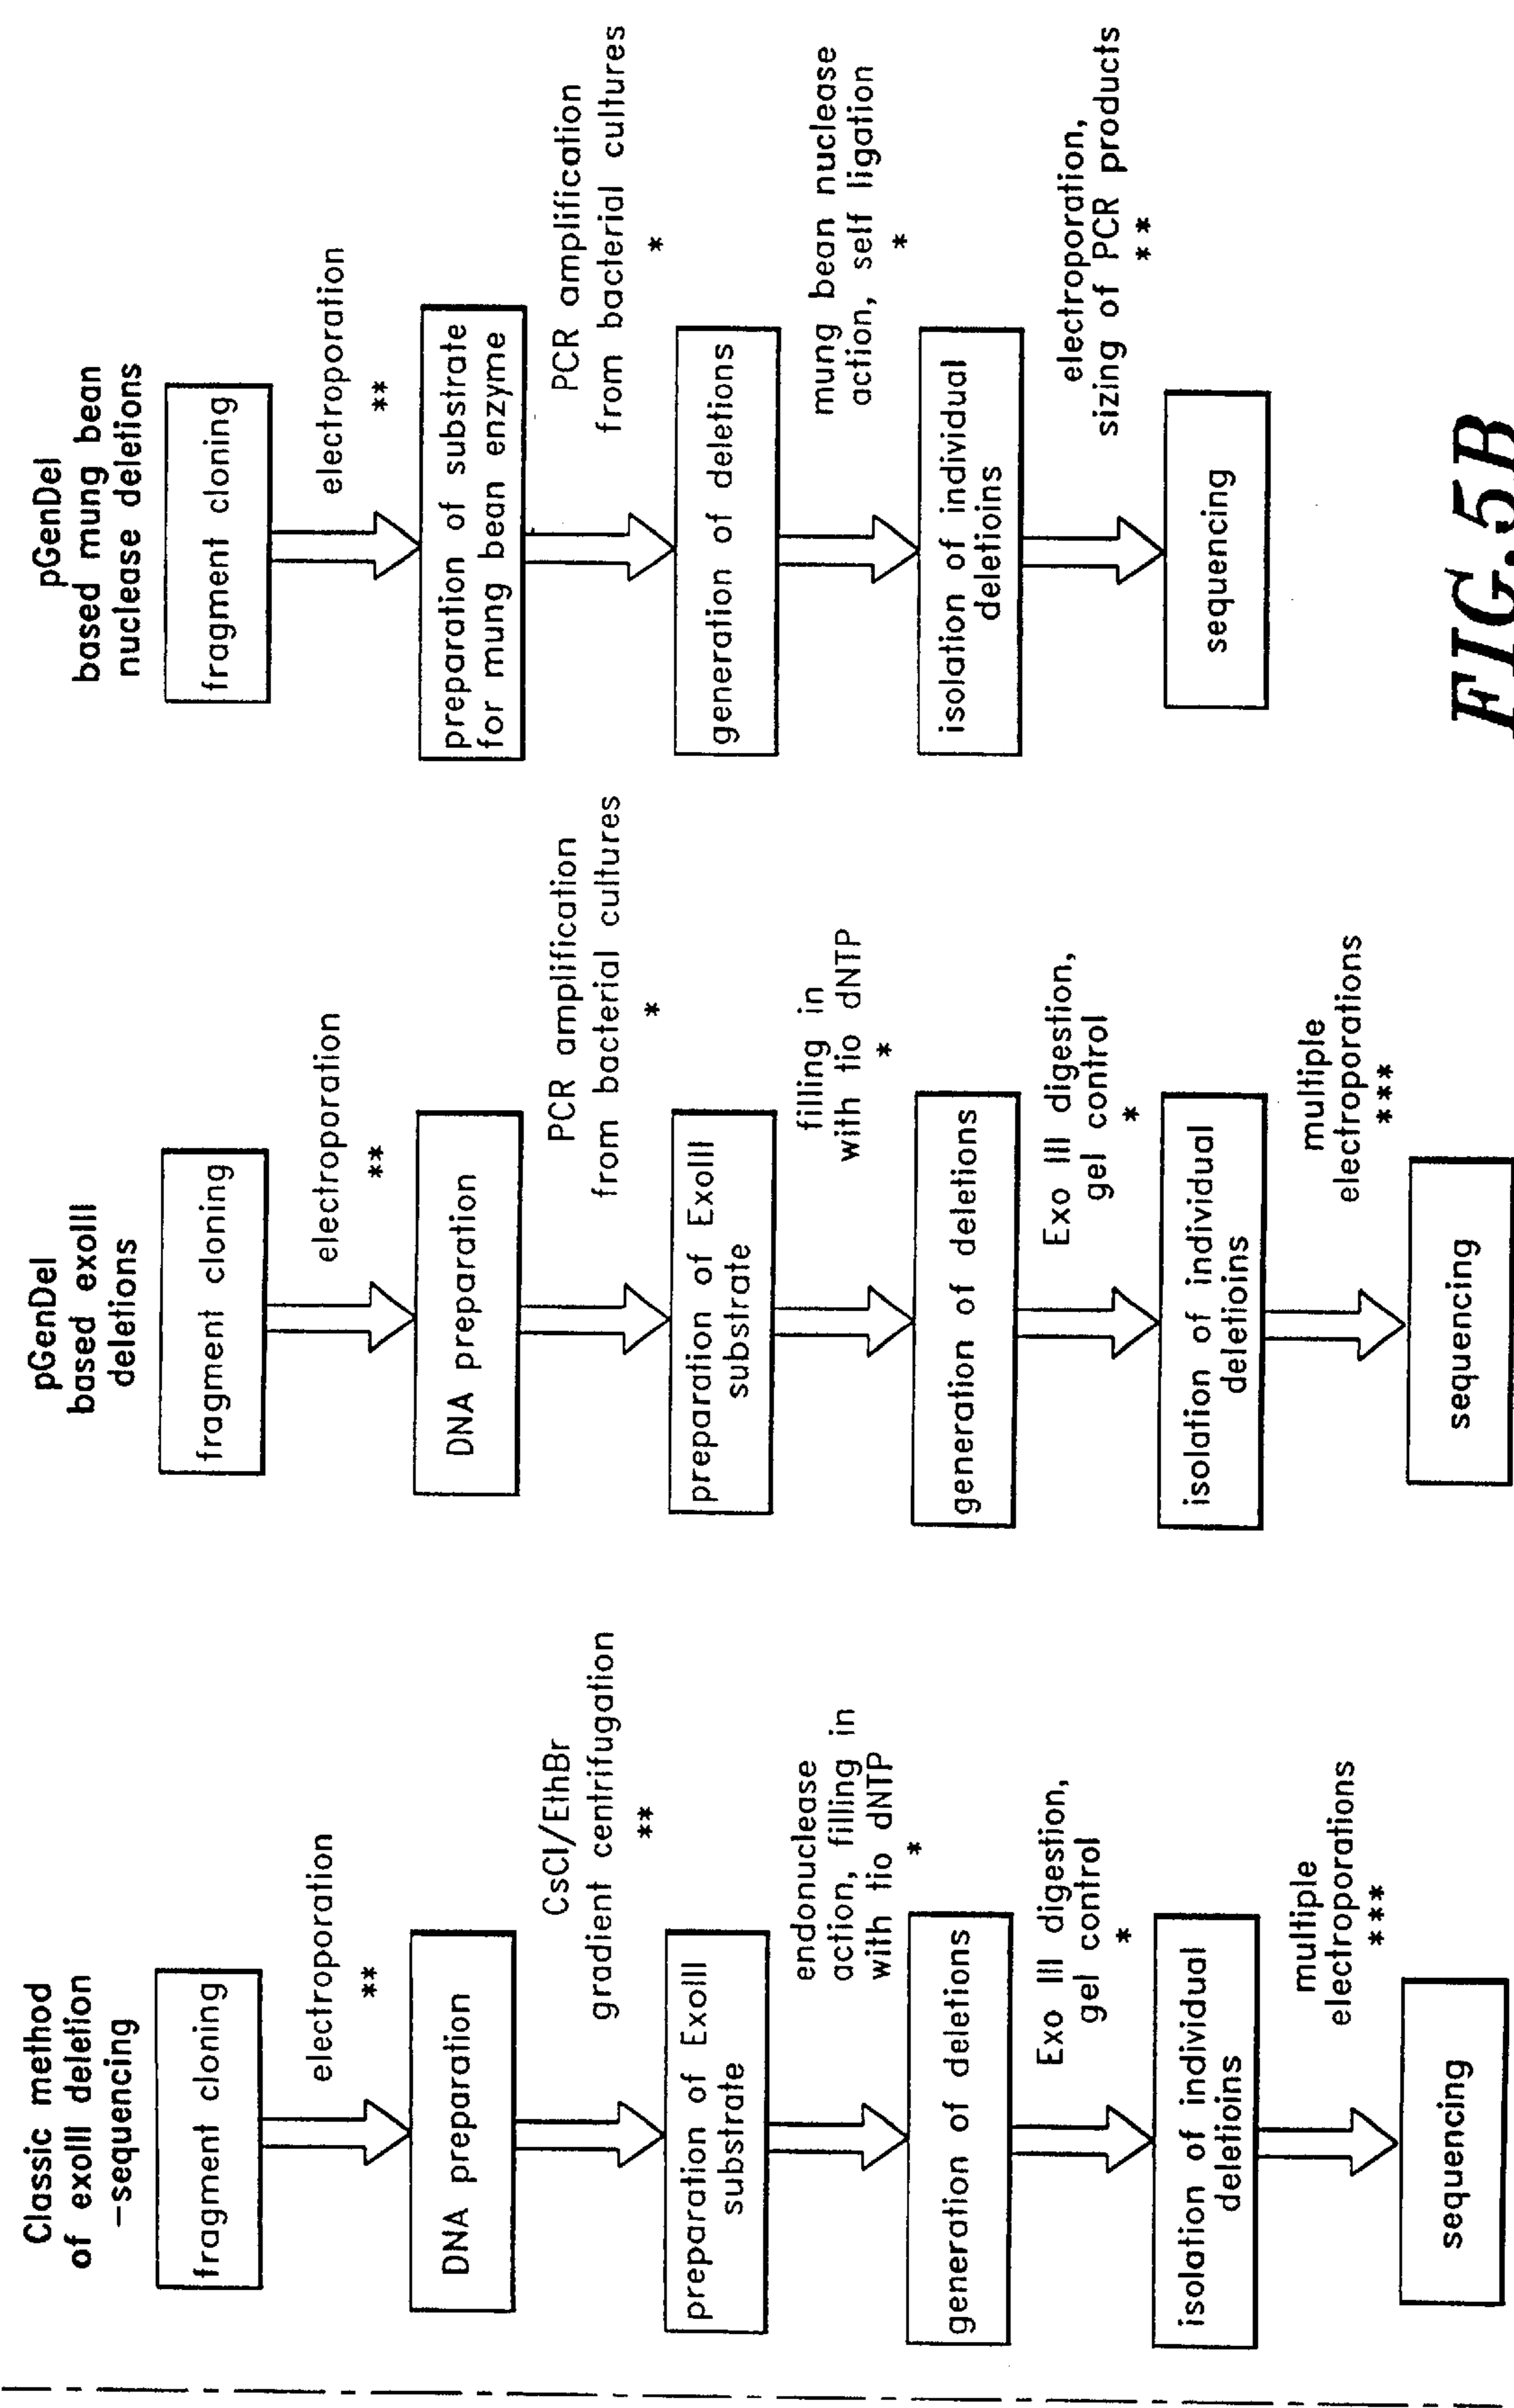 Classic method
of exoIII deletion
–sequencing
fragment cloning
electroporation
**
DNA preparation
CsCl/EthBr
gradient centrifugation
**
preparation of ExoIII
substrate
endonuclease
action, filling in
with tio dNTP
*
generation of deletions
Exo III digestion,
gel control
*
isolation of individual
deletioins
multiple
electroporations
***
sequencing
pGenDel
based exoIII
deletions
fragment cloning
electroporation
**
DNA preparation
PCR amplification
from bacterial cultures
*
preparation of ExoIII
substrate
filling in
with tio dNTP
*
generation of deletions
Exo III digestion,
gel control
*
isolation of individual
deletioins
multiple
electroporations
***
sequencing
pGenDel
based mung bean
nuclease deletions
fragment cloning
electroporation
**
preparation of substrate
for mung bean enzyme
PCR amplification
from bacterial cultures
*
generation of deletions
mung bean nuclease
action, self ligation
*
isolation of individual
deletioins
electroporation,
sizing of PCR products
**
sequencing
FIG.5B